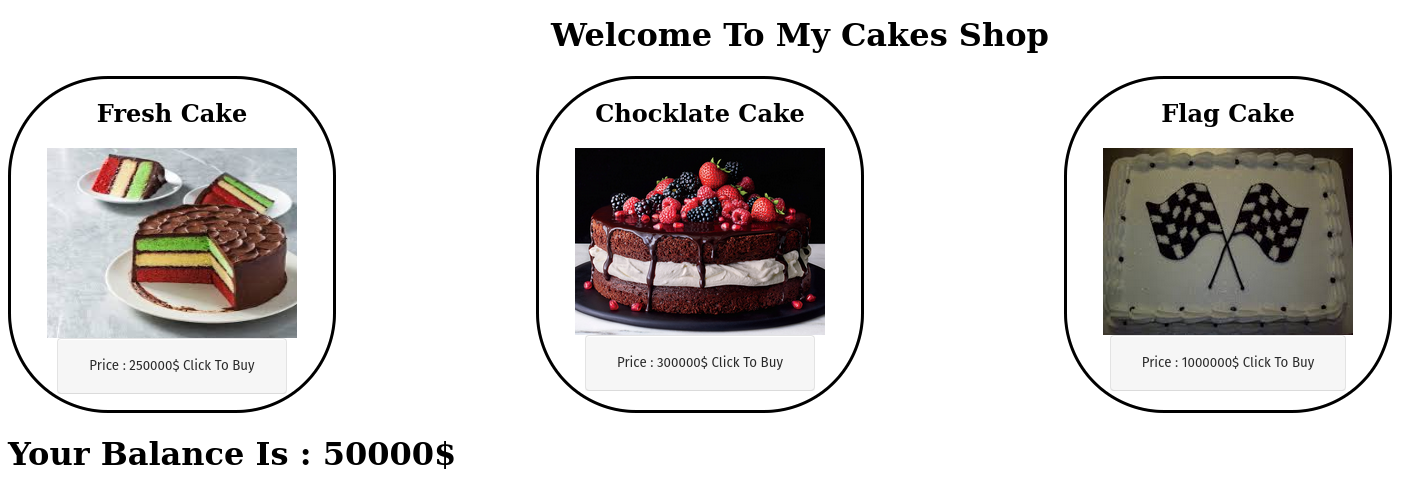 Welcome To My Cakes Shop
Fresh Cake
Chocklate Cake
Flag Cake
Price : 250000$ Click To Buy
Price : 300000$ Click To Buy
Price : 1000000$ Click To Buy
Your Balance Is : 50000$